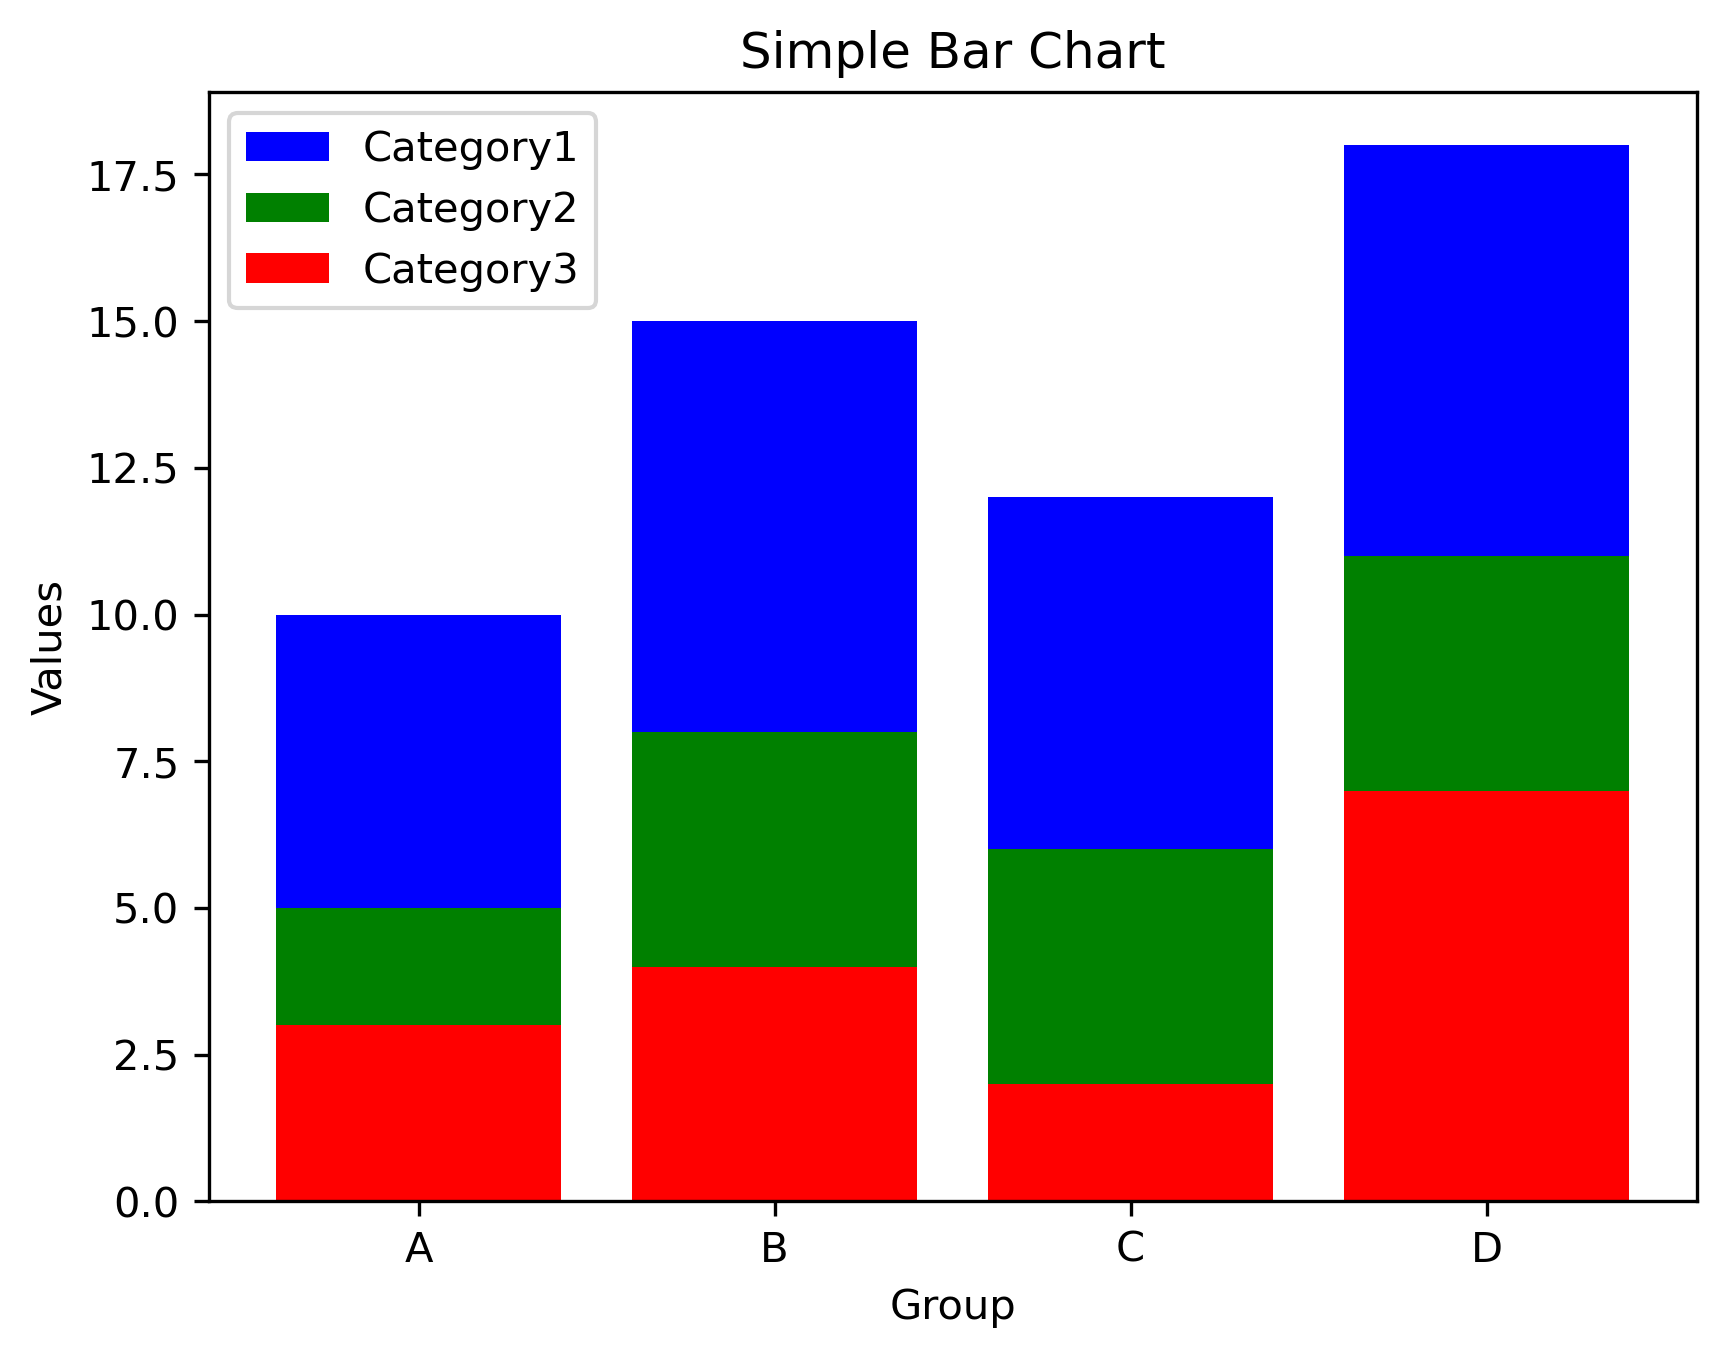 Simple Bar Chart
Category1
Category2
Category3
17.5
15.0
12.5
10.0
7.5
5.0
2.5
0.0
Values
A B C D
Group